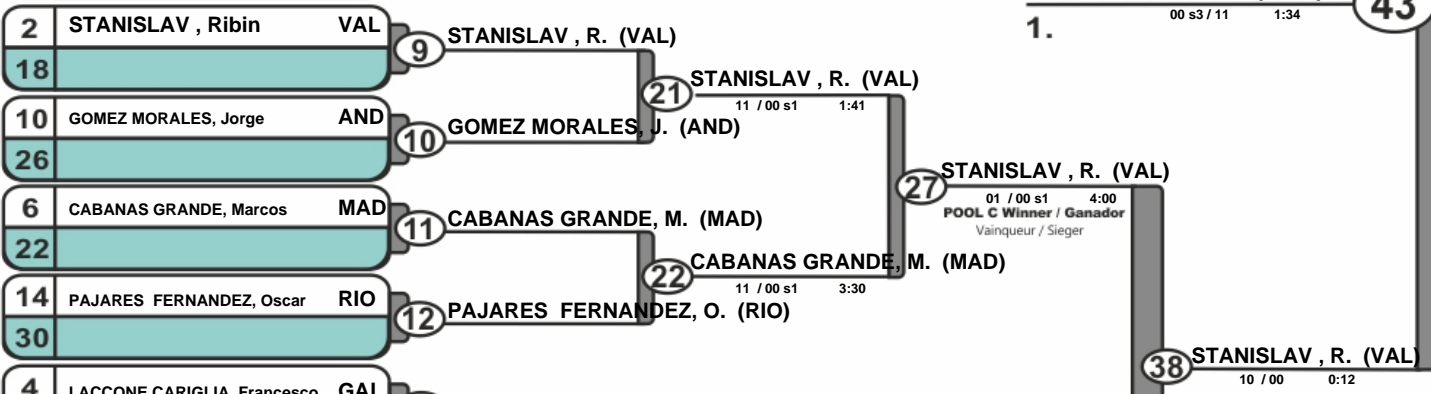 2 STANISLAV , Ribin VAL
18
9
STANISLAV , R. (VAL)
10 GOMEZ MORALES, Jorge AND
26
10
GOMEZ MORALES, J. (AND)
21
STANISLAV , R. (VAL)
11 / 00 s1 1:41
6 CABANAS GRANDE, Marcos MAD
22
11
CABANAS GRANDE, M. (MAD)
14 PAJARES FERNANDEZ, Oscar RIO
30
12
PAJARES FERNANDEZ, O. (RIO)
22
CABANAS GRANDE, M. (MAD)
11 / 00 s1 3:30
27
STANISLAV , R. (VAL)
01 / 00 s1 4:00
POOL C Winner / Ganador
Vainqueur / Sieger
4 LACCONE CARIGLIA, Francesco GAL
38
STANISLAV , R. (VAL)
10 / 00 0:12
00 s3 / 11 1:34
43
1.